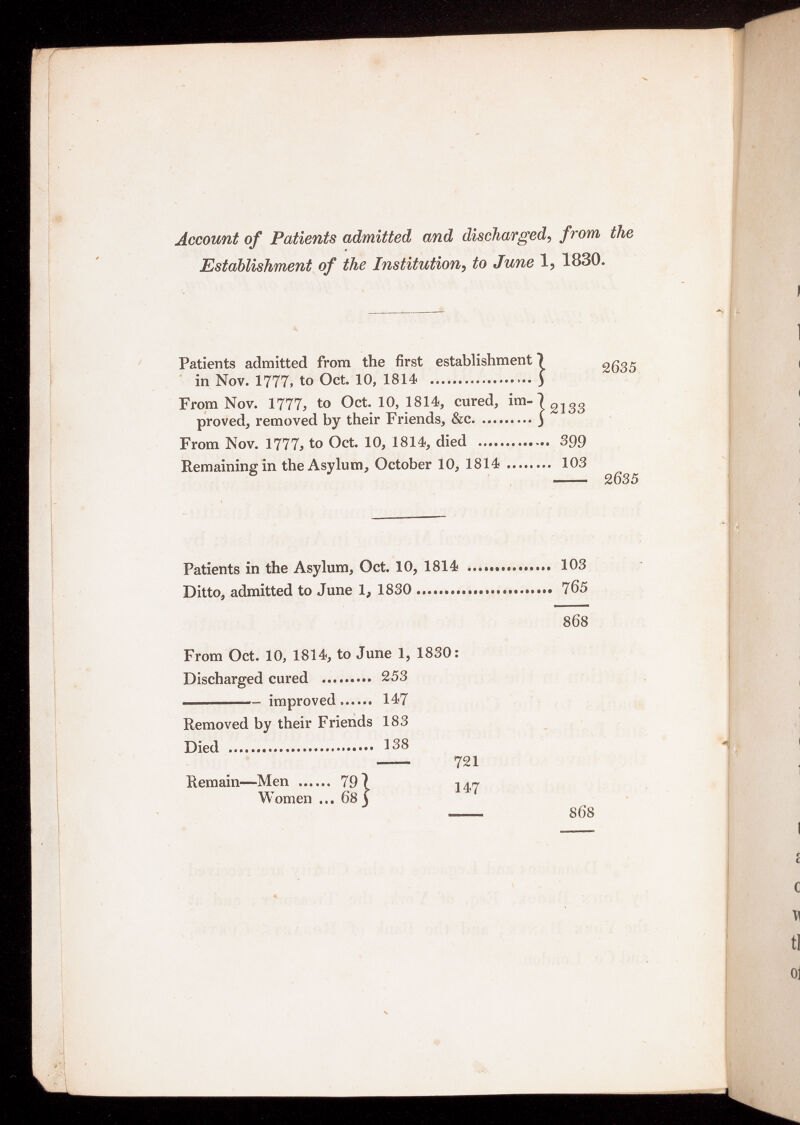 Account of Patients admitted and discharged, from the
Establishment of the Institution, to June 1, 1830.
Patients admitted from the first establishment } 2635
in Nov. 1777, to Oct. 10, 1814 ...................
From Nov. 1777, to Oct. 10, 1814, cured, im- } 2133
proved, removed by their Friends, &c. ..........
From Nov. 1777, to Oct. 10, 1814, died ............. 399
Remaining in the Asylum, October 10, 1814 ......... 103
2635
Patients in the Asylum, Oct. 10, 1814 ............... 103
Ditto, admitted to June 1, 1830 ........................ 765
868
From Oct. 10, 1814, to June 1, 1830:
Discharged cured ......... 253
——— improved ...... 147
Removed by their Friends 183
Died .......................... 138
721
Remain—Men ...... 79 } 147
Women ... 68
868